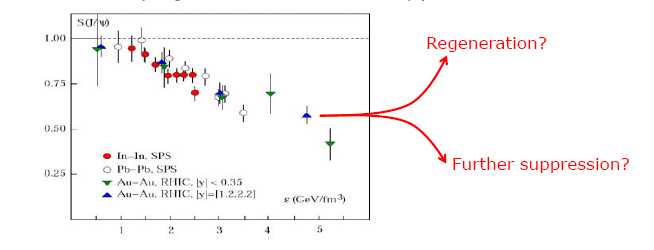 S(J/ψ)
1.00
0.75
0.50
0.25
In-In, SPS
Pb-Pb, SPS
Au-Au, RHIC, |y| < 0.35
Au-Au, RHIC, |y|=[1.2,2.2]
ε (GeV/fm³)
1 2 3 4 5
Regeneration?
Further suppression?